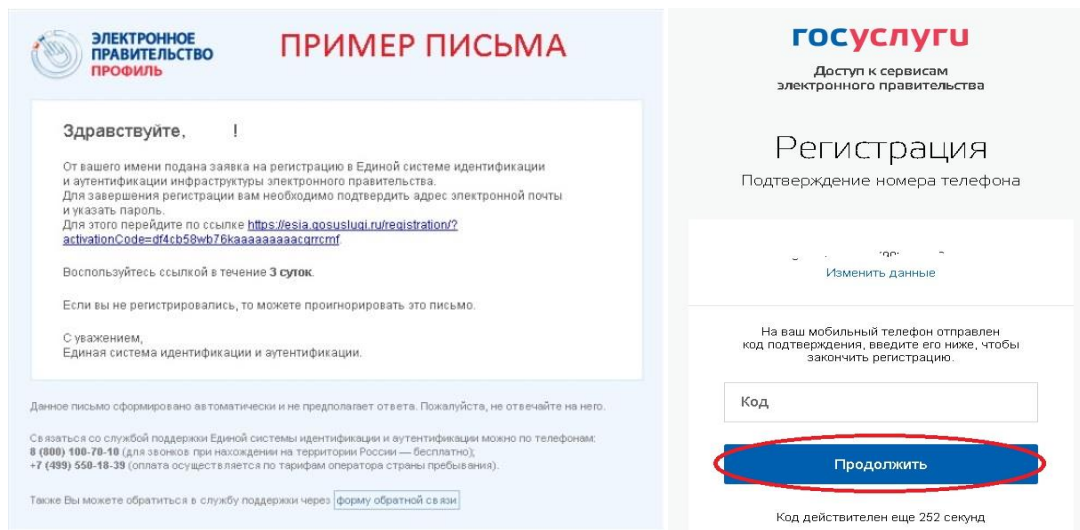 ЭЛЕКТРОННОЕ
ПРАВИТЕЛЬСТВО
ПРОФИЛЬ
ПРИМЕР ПИСЬМА
Здравствуйте, !
От вашего имени подана заявка на регистрацию в Единой системе идентификации
и аутентификации инфраструктуры электронного правительства.
Для завершения регистрации вам необходимо подтвердить адрес электронной почты
и указать пароль.
Для этого перейдите по ссылке https://esia.gosuslugi.ru/registration/?
activationCode=df4cb58wb76kaaaaaaaacqrrcmf.
Воспользуйтесь ссылкой в течение 3 суток.
Если вы не регистрировались, то можете проигнорировать это письмо.
С уважением,
Единая система идентификации и аутентификации.
Данное письмо сформировано автоматически и не предполагает ответа. Пожалуйста, не отвечайте на него.
Связаться со службой поддержки Единой системы идентификации и аутентификации можно по телефонам:
8 (800) 100-70-10 (для звонков при нахождении на территории России — бесплатно);
+7 (499) 550-18-39 (оплата осуществляется по тарифам оператора страны пребывания).
Также Вы можете обратиться в службу поддержки через форму обратной связи
госуслуги
Доступ к сервисам
электронного правительства
Регистрация
Подтверждение номера телефона
Изменить данные
На ваш мобильный телефон отправлен
код подтверждения, введите его ниже, чтобы
закончить регистрацию.
Код
Продолжить
Код действителен еще 252 секунд